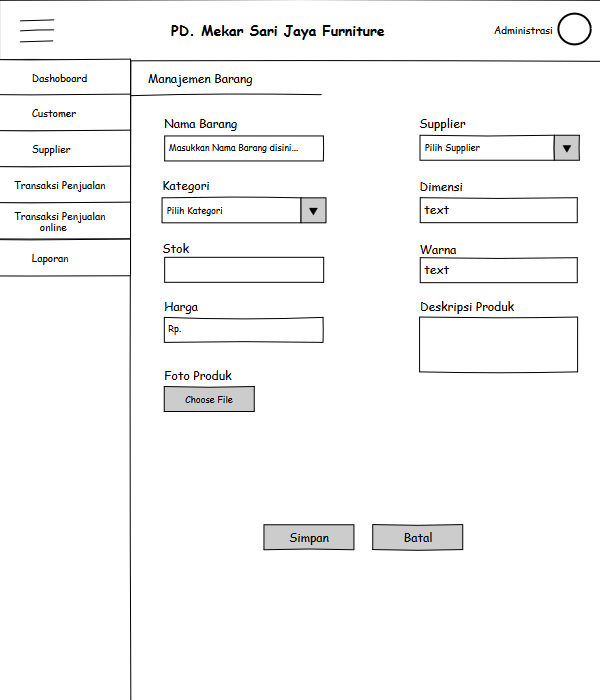 PD. Mekar Sari Jaya Furniture
Administrasi
Dashoboard
Customer
Supplier
Transaksi Penjualan
Transaksi Penjualan
online
Laporan
Manajemen Barang
Nama Barang
Masukkan Nama Barang disini...
Supplier
Pilih Supplier
Kategori
Pilih Kategori
Dimensi
text
Stok
Warna
text
Harga
Rp.
Deskripsi Produk
Foto Produk
Choose File
Simpan
Batal